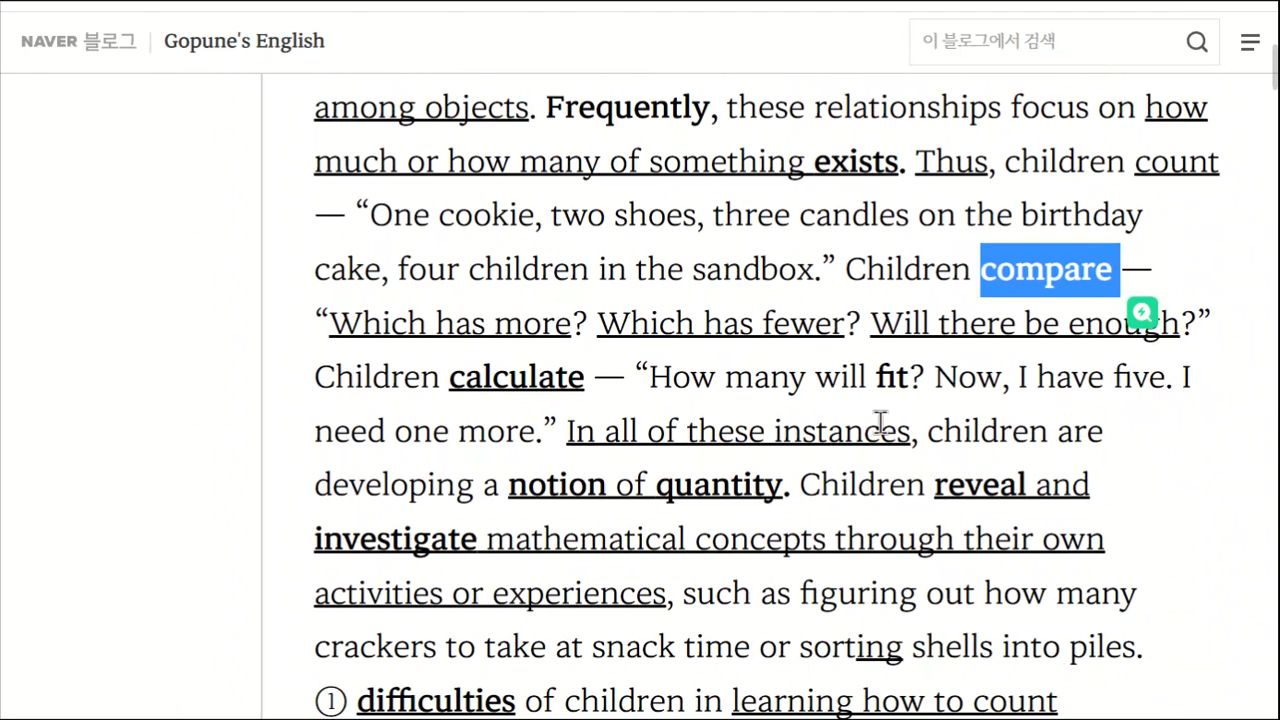 NAVER 블로그 | Gopune's English
이 블로그에서 검색
among objects. Frequently, these relationships focus on how
much or how many of something exists. Thus, children count
— “One cookie, two shoes, three candles on the birthday
cake, four children in the sandbox.” Children compare —
“Which has more? Which has fewer? Will there be enough?”
Children calculate — “How many will fit? Now, I have five. I
need one more.” In all of these instances, children are
developing a notion of quantity. Children reveal and
investigate mathematical concepts through their own
activities or experiences, such as figuring out how many
crackers to take at snack time or sorting shells into piles.
① difficulties of children in learning how to count